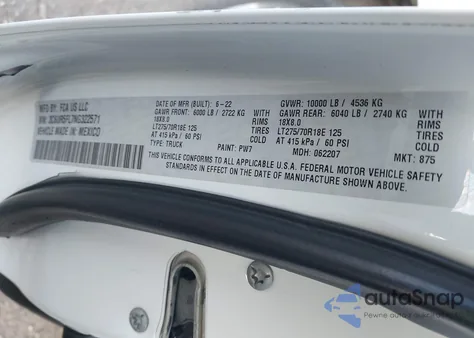 MFD BY: FCA US LLC
DATE OF MFR (BUILT): 6-22
GVWR: 10000 LB / 4536 KG
GAWR FRONT: 6000 LB / 2722 KG
GAWR REAR: 6040 LB / 2740 KG
18X8.0
18X8.0
LT275/70R18E 125
TIRES
LT275/70R18E 125
TIRES
AT 415 kPa / 60 PSI
COLD
AT 415 kPa / 60 PSI
COLD
VEHICLE MADE IN: MEXICO
TYPE: TRUCK
PAINT: PW7
MDH: 062207
MKT: 875
THIS VEHICLE CONFORMS TO ALL APPLICABLE U.S.A. FEDERAL MOTOR VEHICLE SAFETY
STANDARDS IN EFFECT ON THE DATE OF MANUFACTURE SHOWN ABOVE.
autoSnap
Pewne auto